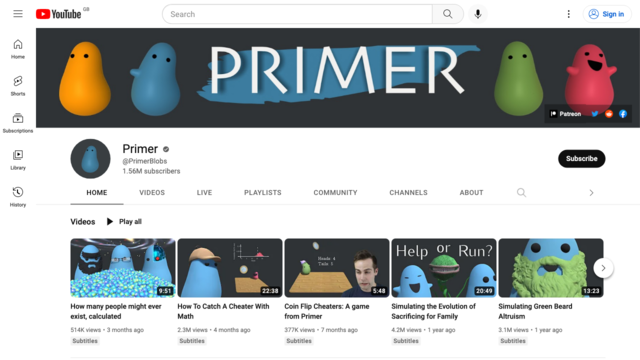 YouTube GB
Search
Sign in
Home
Shorts
Subscriptions
Library
History
PRIMER
Patreon
Primer
@PrimerBlobs
1.56M subscribers
Subscribe
HOME VIDEOS LIVE PLAYLISTS COMMUNITY CHANNELS ABOUT
Videos Play all
9:51
22:38
Heads: 4
Tails: 3
5:48
Help or Run?
20:49
13:23
How many people might ever
exist, calculated
514K views • 3 months ago
Subtitles
How To Catch A Cheater With
Math
2.3M views • 4 months ago
Subtitles
Coin Flip Cheaters: A game
from Primer
377K views • 7 months ago
Simulating the Evolution of
Sacrificing for Family
4.2M views • 1 year ago
Subtitles
Simulating Green Beard
Altruism
3.1M views • 1 year ago
Subtitles